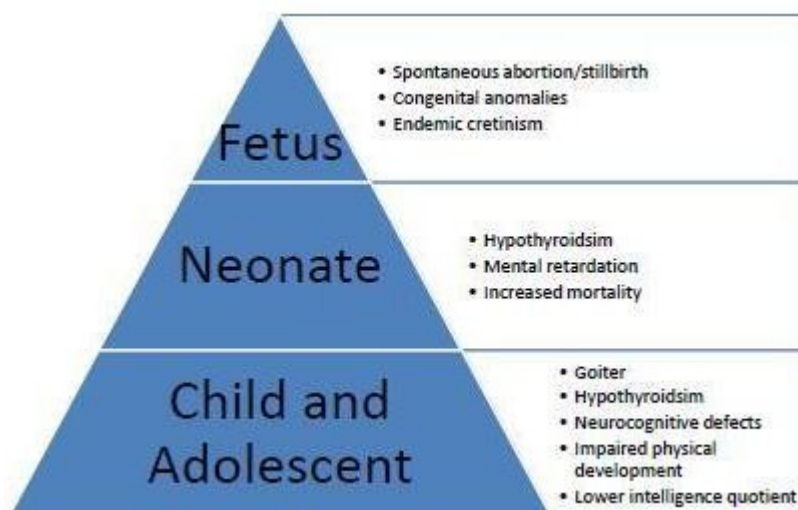 Fetus
• Spontaneous abortion/stillbirth
• Congenital anomalies
• Endemic cretinism
Neonate
• Hypothyroidsim
• Mental retardation
• Increased mortality
Child and
Adolescent
• Goiter
• Hypothyroidsim
• Neurocognitive defects
• Impaired physical
development
• Lower intelligence quotient